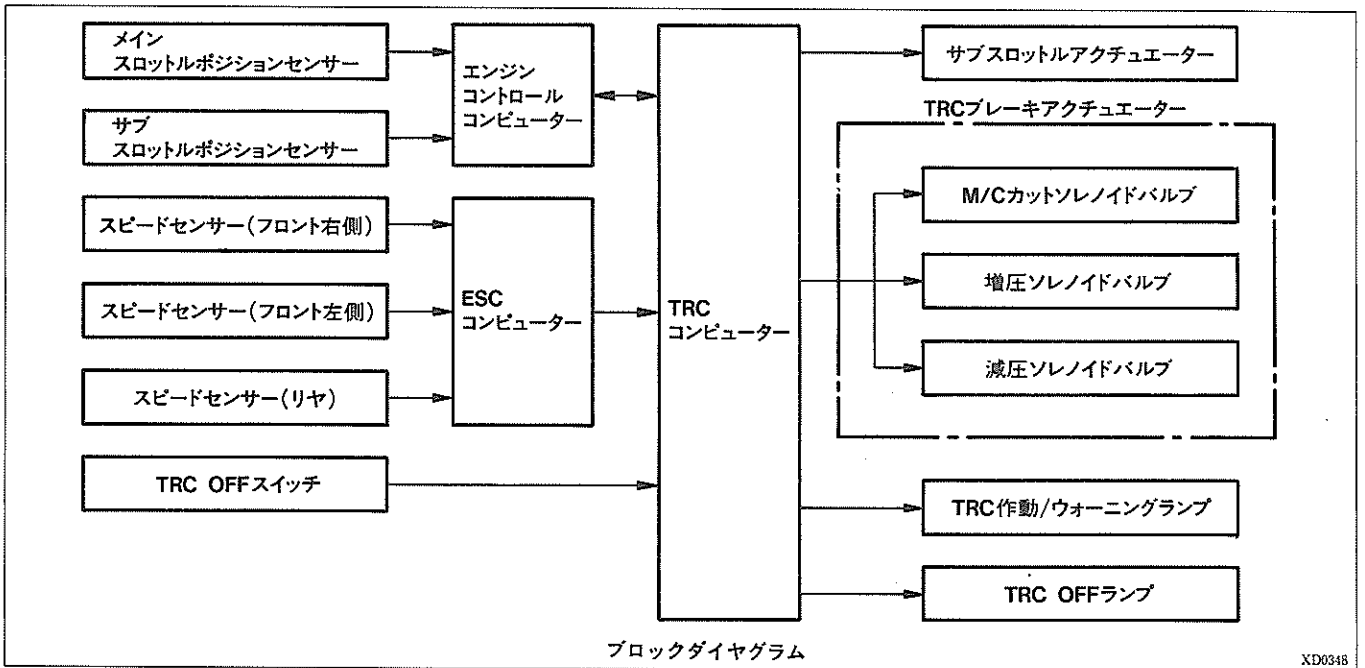 メイン
スロットルポジションセンサー
サブ
スロットルポジションセンサー
スピードセンサー(フロント右側)
スピードセンサー(フロント左側)
スピードセンサー(リヤ)
TRC OFFスイッチ
エンジン
コントロール
コンピューター
ESC
コンピューター
TRC
コンピューター
サブスロットルアクチュエーター
TRCブレーキアクチュエーター
M/Cカットソレノイドバルブ
増圧ソレノイドバルブ
減圧ソレノイドバルブ
TRC作動/ウォーニングランプ
TRC OFFランプ
ブロックダイヤグラム
XD0348